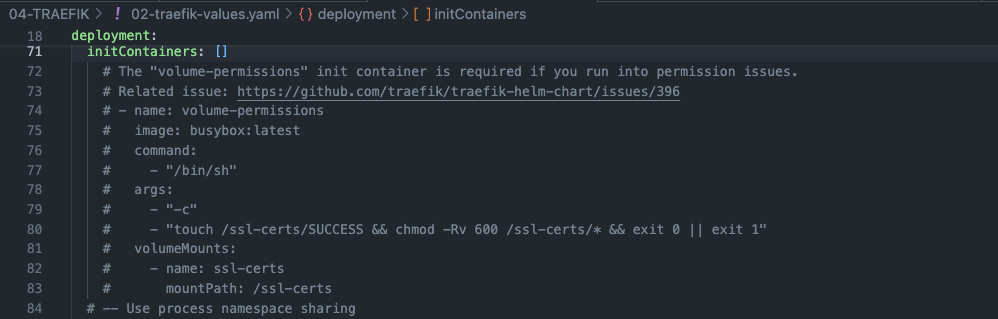 04-TRAEFIK > ! 02-traefik-values.yaml > {} deployment > [ ] initContainers
18 deployment:
71 initContainers: []
72 # The "volume-permissions" init container is required if you run into permission issues.
73 # Related issue: https://github.com/traefik/traefik-helm-chart/issues/396
74 # - name: volume-permissions
75 #   image: busybox:latest
76 #   command:
77 #     - "/bin/sh"
78 #   args:
79 #     - "-c"
80 #     - "touch /ssl-certs/SUCCESS && chmod -Rv 600 /ssl-certs/* && exit 0 || exit 1"
81 #   volumeMounts:
82 #     - name: ssl-certs
83 #       mountPath: /ssl-certs
84 # -- Use process namespace sharing